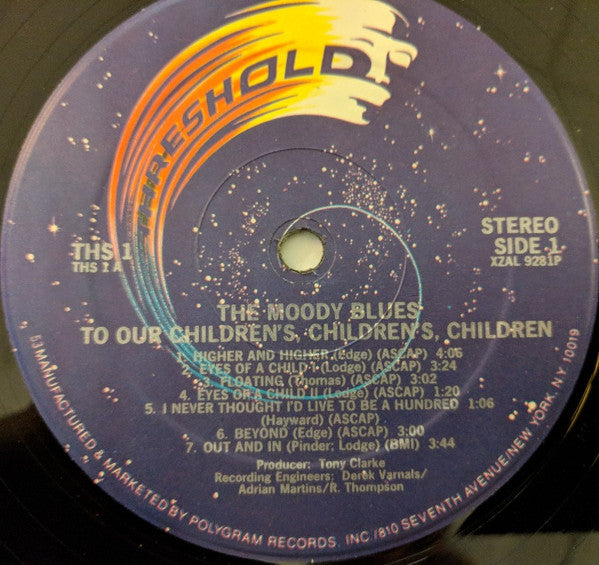 THRESHOLD
THS 1
THS 1 A
STEREO
SIDE 1
XZAL 9281P
THE MOODY BLUES
TO OUR CHILDREN'S, CHILDREN'S, CHILDREN
1. HIGHER AND HIGHER (Edge) (ASCAP) 4:06
2. EYES OF A CHILD I (Lodge) (ASCAP) 3:24
3. FLOATING (Thomas) (ASCAP) 3:02
4. EYES OF A CHILD II (Lodge) (ASCAP) 1:20
5. I NEVER THOUGHT I'D LIVE TO BE A HUNDRED 1:06
(Hayward) (ASCAP)
6. BEYOND (Edge) (ASCAP) 3:00
7. OUT AND IN (Pinder; Lodge) (BMI) 3:44
Producer: Tony Clarke
Recording Engineers: Derek Varnals/
Adrian Martins/R. Thompson
53 MANUFACTURED & MARKETED BY POLYGRAM RECORDS, INC /810 SEVENTH AVENUE/NEW YORK, NY 10019